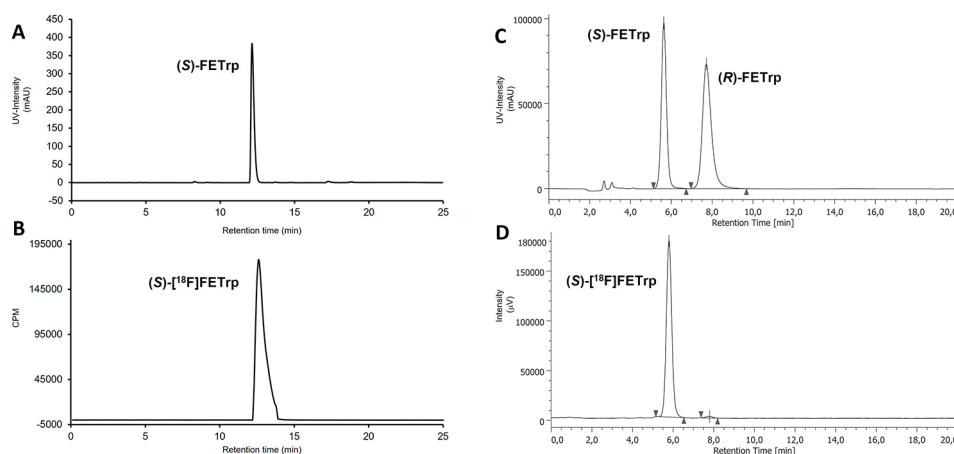 A
UV-Intensity
(mAU)
450
400
350
300
250
200
150
100
50
0
-50
(S)-FETrp
0 5 10 15 20 25
Retention time (min)
B
CPM
195000
145000
95000
45000
-5000
(S)-[¹⁸F]FETrp
0 5 10 15 20 25
Retention time (min)
C
UV-Intensity
(mAU)
100000
50000
0
(S)-FETrp
(R)-FETrp
0,0 2,0 4,0 6,0 8,0 10,0 12,0 14,0 16,0 18,0 20,0
Retention Time [min]
D
Intensity
(μV)
180000
150000
100000
50000
0
(S)-[¹⁸F]FETrp
0,0 2,0 4,0 6,0 8,0 10,0 12,0 14,0 16,0 18,0 20,0
Retention Time [min]